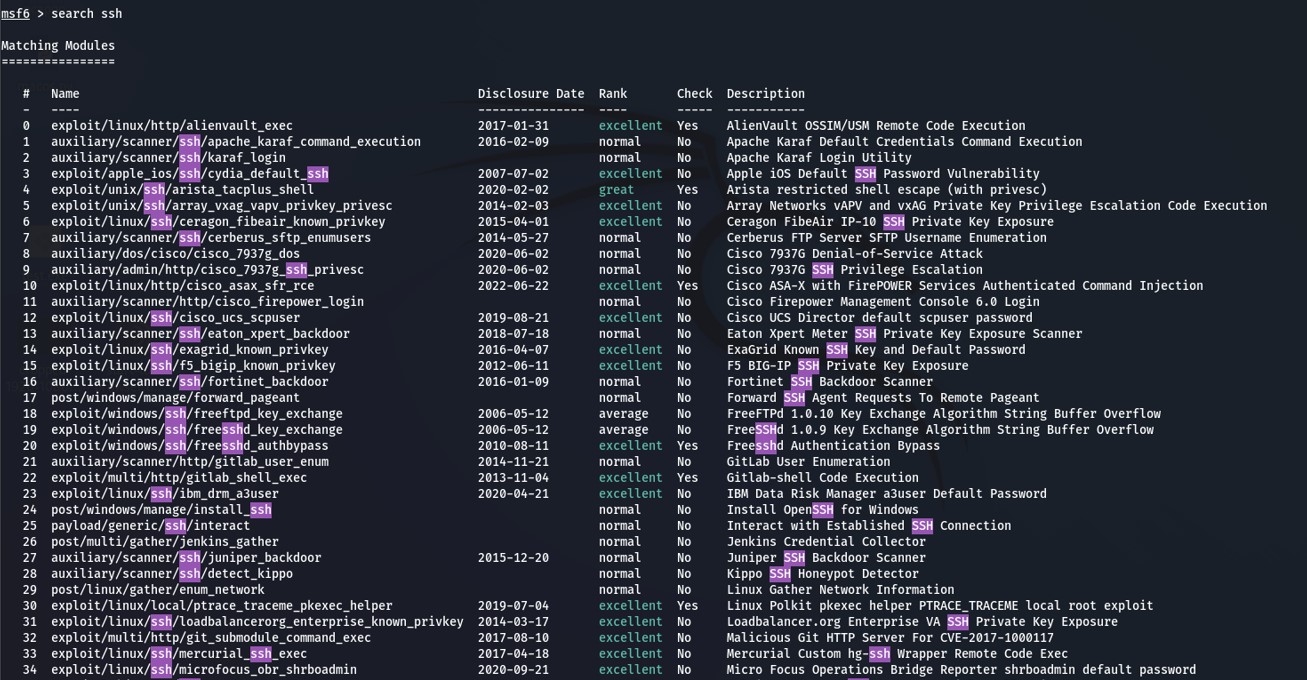 msf6 > search ssh
Matching Modules
================
# Name Disclosure Date Rank Check Description
- ---- --------------- ---- ----- -----------
0 exploit/linux/http/alienvault_exec 2017-01-31 excellent Yes AlienVault OSSIM/USM Remote Code Execution
1 auxiliary/scanner/ssh/apache_karaf_command_execution 2016-02-09 normal No Apache Karaf Default Credentials Command Execution
2 auxiliary/scanner/ssh/karaf_login normal No Apache Karaf Login Utility
3 exploit/apple_ios/ssh/cydia_default_ssh 2007-07-02 excellent No Apple iOS Default SSH Password Vulnerability
4 exploit/unix/ssh/arista_tacplus_shell 2020-02-02 great Yes Arista restricted shell escape (with privesc)
5 exploit/unix/ssh/array_vxag_vapv_privkey_privesc 2014-02-03 excellent No Array Networks vAPV and vxAG Private Key Privilege Escalation Code Execution
6 exploit/linux/ssh/ceragon_fibeair_known_privkey 2015-04-01 excellent No Ceragon FibeAir IP-10 SSH Private Key Exposure
7 auxiliary/scanner/ssh/cerberus_sftp_enumusers 2014-05-27 normal No Cerberus FTP Server SFTP Username Enumeration
8 auxiliary/dos/cisco/cisco_7937g_dos 2020-06-02 normal No Cisco 7937G Denial-of-Service Attack
9 auxiliary/admin/http/cisco_7937g_ssh_privesc 2020-06-02 normal No Cisco 7937G SSH Privilege Escalation
10 exploit/linux/http/cisco_asax_sfr_rce 2022-06-22 excellent Yes Cisco ASA-X with FirePOWER Services Authenticated Command Injection
11 auxiliary/scanner/http/cisco_firepower_login normal No Cisco Firepower Management Console 6.0 Login
12 exploit/linux/ssh/cisco_ucs_scpuser 2019-08-21 excellent No Cisco UCS Director default scpuser password
13 auxiliary/scanner/ssh/eaton_xpert_backdoor 2018-07-18 normal No Eaton Xpert Meter SSH Private Key Exposure Scanner
14 exploit/linux/ssh/exagrid_known_privkey 2016-04-07 excellent No ExaGrid Known SSH Key and Default Password
15 exploit/linux/ssh/f5_bigip_known_privkey 2012-06-11 excellent No F5 BIG-IP SSH Private Key Exposure
16 auxiliary/scanner/ssh/fortinet_backdoor 2016-01-09 normal No Fortinet SSH Backdoor Scanner
17 post/windows/manage/forward_pageant normal No Forward SSH Agent Requests To Remote Pageant
18 exploit/windows/ssh/freeftpd_key_exchange 2006-05-12 average No FreeFTPd 1.0.10 Key Exchange Algorithm String Buffer Overflow
19 exploit/windows/ssh/freesshd_key_exchange 2006-05-12 average No FreeSSHd 1.0.9 Key Exchange Algorithm String Buffer Overflow
20 exploit/windows/ssh/freesshd_authbypass 2010-08-11 excellent Yes Freesshd Authentication Bypass
21 auxiliary/scanner/http/gitlab_user_enum 2014-11-21 normal No GitLab User Enumeration
22 exploit/multi/http/gitlab_shell_exec 2013-11-04 excellent Yes Gitlab-shell Code Execution
23 exploit/linux/ssh/ibm_drm_a3user 2020-04-21 excellent No IBM Data Risk Manager a3user Default Password
24 post/windows/manage/install_ssh normal No Install OpenSSH for Windows
25 payload/generic/ssh/interact normal No Interact with Established SSH Connection
26 post/multi/gather/jenkins_gather normal No Jenkins Credential Collector
27 auxiliary/scanner/ssh/juniper_backdoor 2015-12-20 normal No Juniper SSH Backdoor Scanner
28 auxiliary/scanner/ssh/detect_kippo normal No Kippo SSH Honeypot Detector
29 post/linux/gather/enum_network normal No Linux Gather Network Information
30 exploit/linux/local/ptrace_traceme_pkexec_helper 2019-07-04 excellent Yes Linux Polkit pkexec helper PTRACE_TRACEME local root exploit
31 exploit/linux/ssh/loadbalancerorg_enterprise_known_privkey 2014-03-17 excellent No Loadbalancer.org Enterprise VA SSH Private Key Exposure
32 exploit/multi/http/git_submodule_command_exec 2017-08-10 excellent No Malicious Git HTTP Server For CVE-2017-1000117
33 exploit/linux/ssh/mercurial_ssh_exec 2017-04-18 excellent No Mercurial Custom hg-ssh Wrapper Remote Code Exec
34 exploit/linux/ssh/microfocus_obr_shrboadmin 2020-09-21 excellent No Micro Focus Operations Bridge Reporter shrboadmin default password